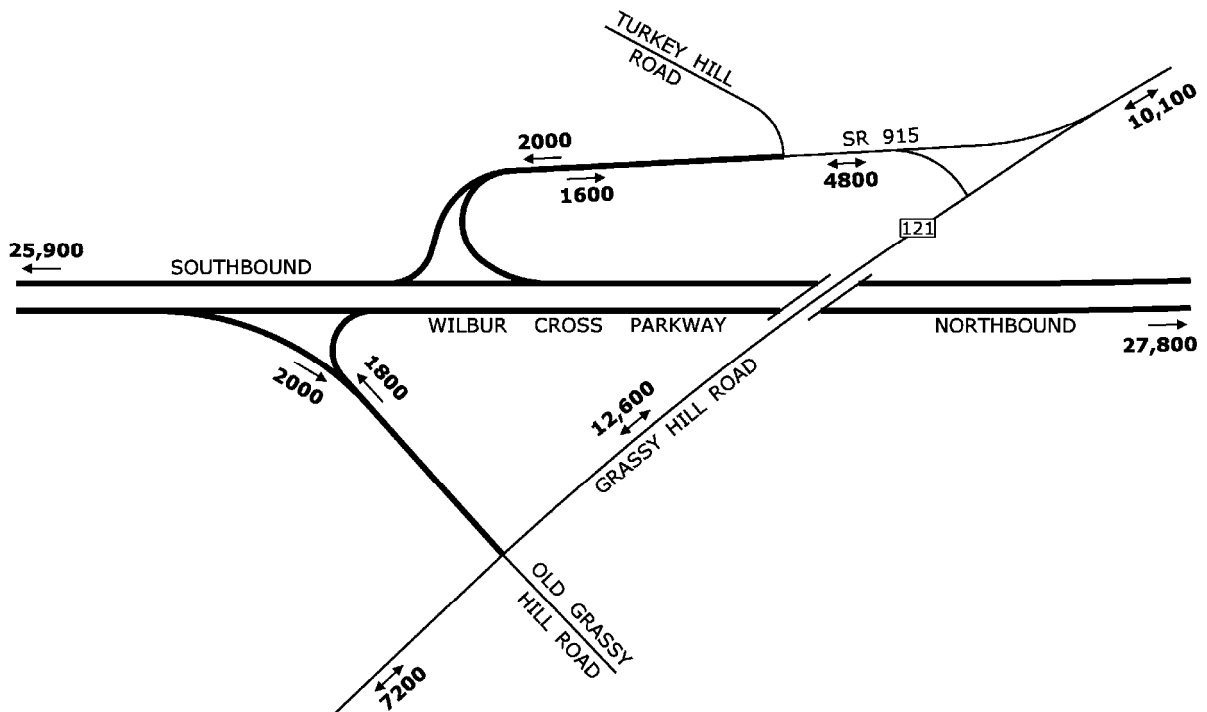 TURKEY HILL
ROAD
10,100
2000
SR 915
1600
4800
121
25,900
SOUTHBOUND
WILBUR CROSS PARKWAY
NORTHBOUND
27,800
2000
1800
12,600
GRASSY HILL ROAD
OLD GRASSY
HILL ROAD
7200